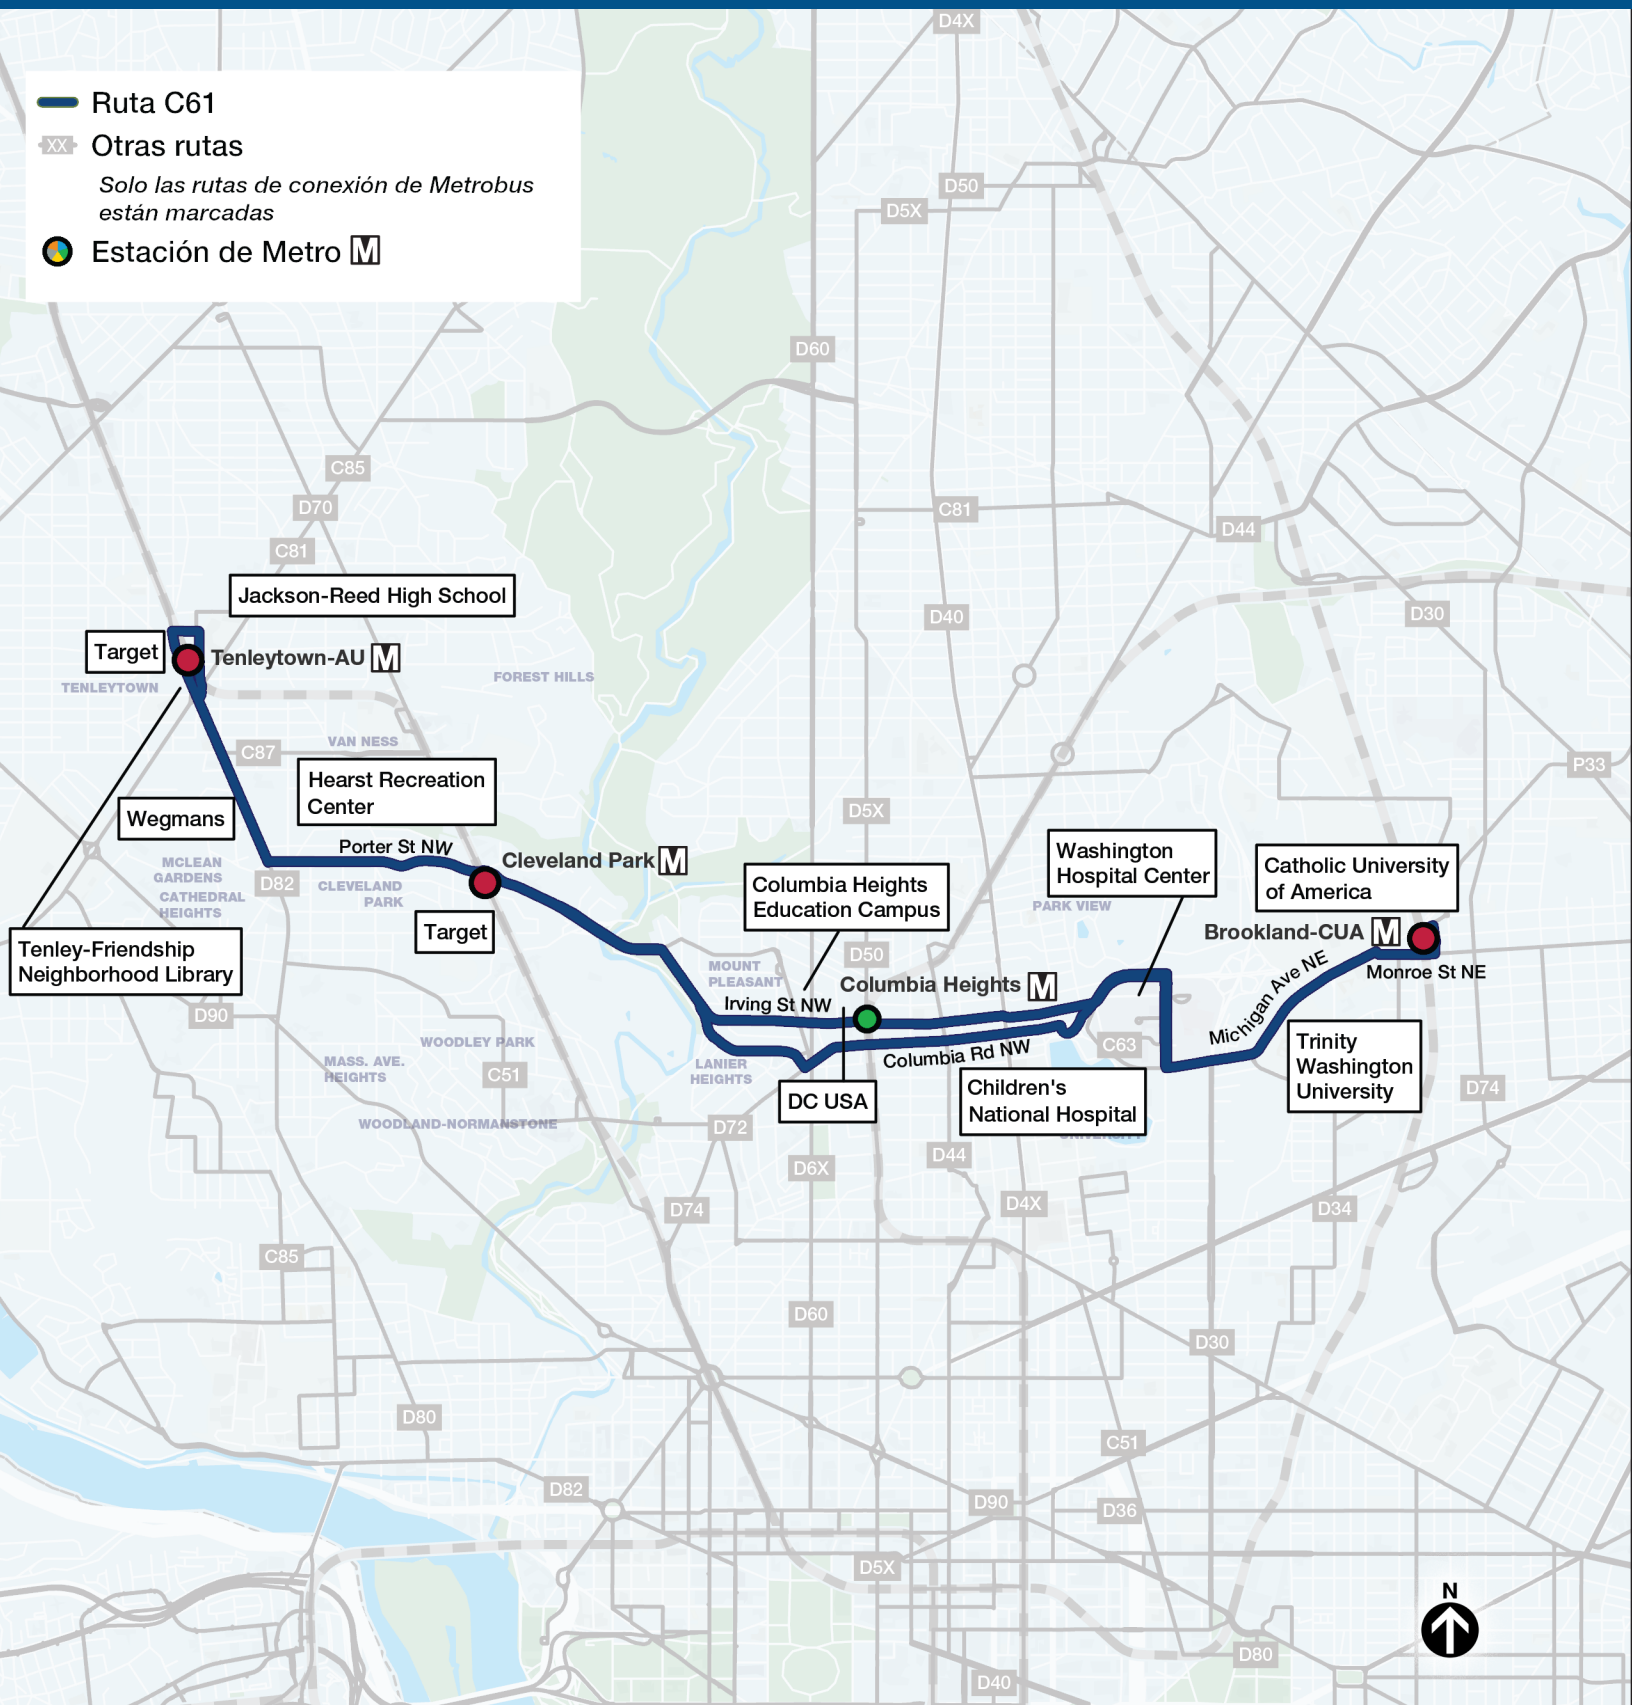 D4X
Ruta C61
XX
Otras rutas
Solo las rutas de conexión de Metrobus
están marcadas
Estación de Metro M
D50
D5X
D60
C85
D70
C81
D44
C81
Jackson-Reed High School
D40
D30
Target
Tenleytown-AU M
TENLEYTOWN
FOREST HILLS
VAN NESS
C87
P33
Hearst Recreation
Center
Wegmans
D5X
Porter St NW
Cleveland Park M
MCLEAN
GARDENS
D82
CLEVELAND
PARK
CATHEDRAL
HEIGHTS
Target
Columbia Heights
Education Campus
Washington
Hospital Center
Catholic University
of America
PARK VIEW
Brookland-CUA M
Tenley-Friendship
Neighborhood Library
D50
MOUNT
PLEASANT
Columbia Heights M
Monroe St NE
Michigan Ave NE
Irving St NW
D90
WOODLEY PARK
C63
Columbia Rd NW
Trinity
Washington
University
MASS. AVE.
HEIGHTS
C51
LANIER
HEIGHTS
DC USA
Children's
National Hospital
D74
WOODLAND-NORMANSTONE
D72
UNIVERSITY
D44
D6X
D74
D4X
D34
C85
D60
D30
D80
C51
D82
D90
D36
D5X
N
D80
D40